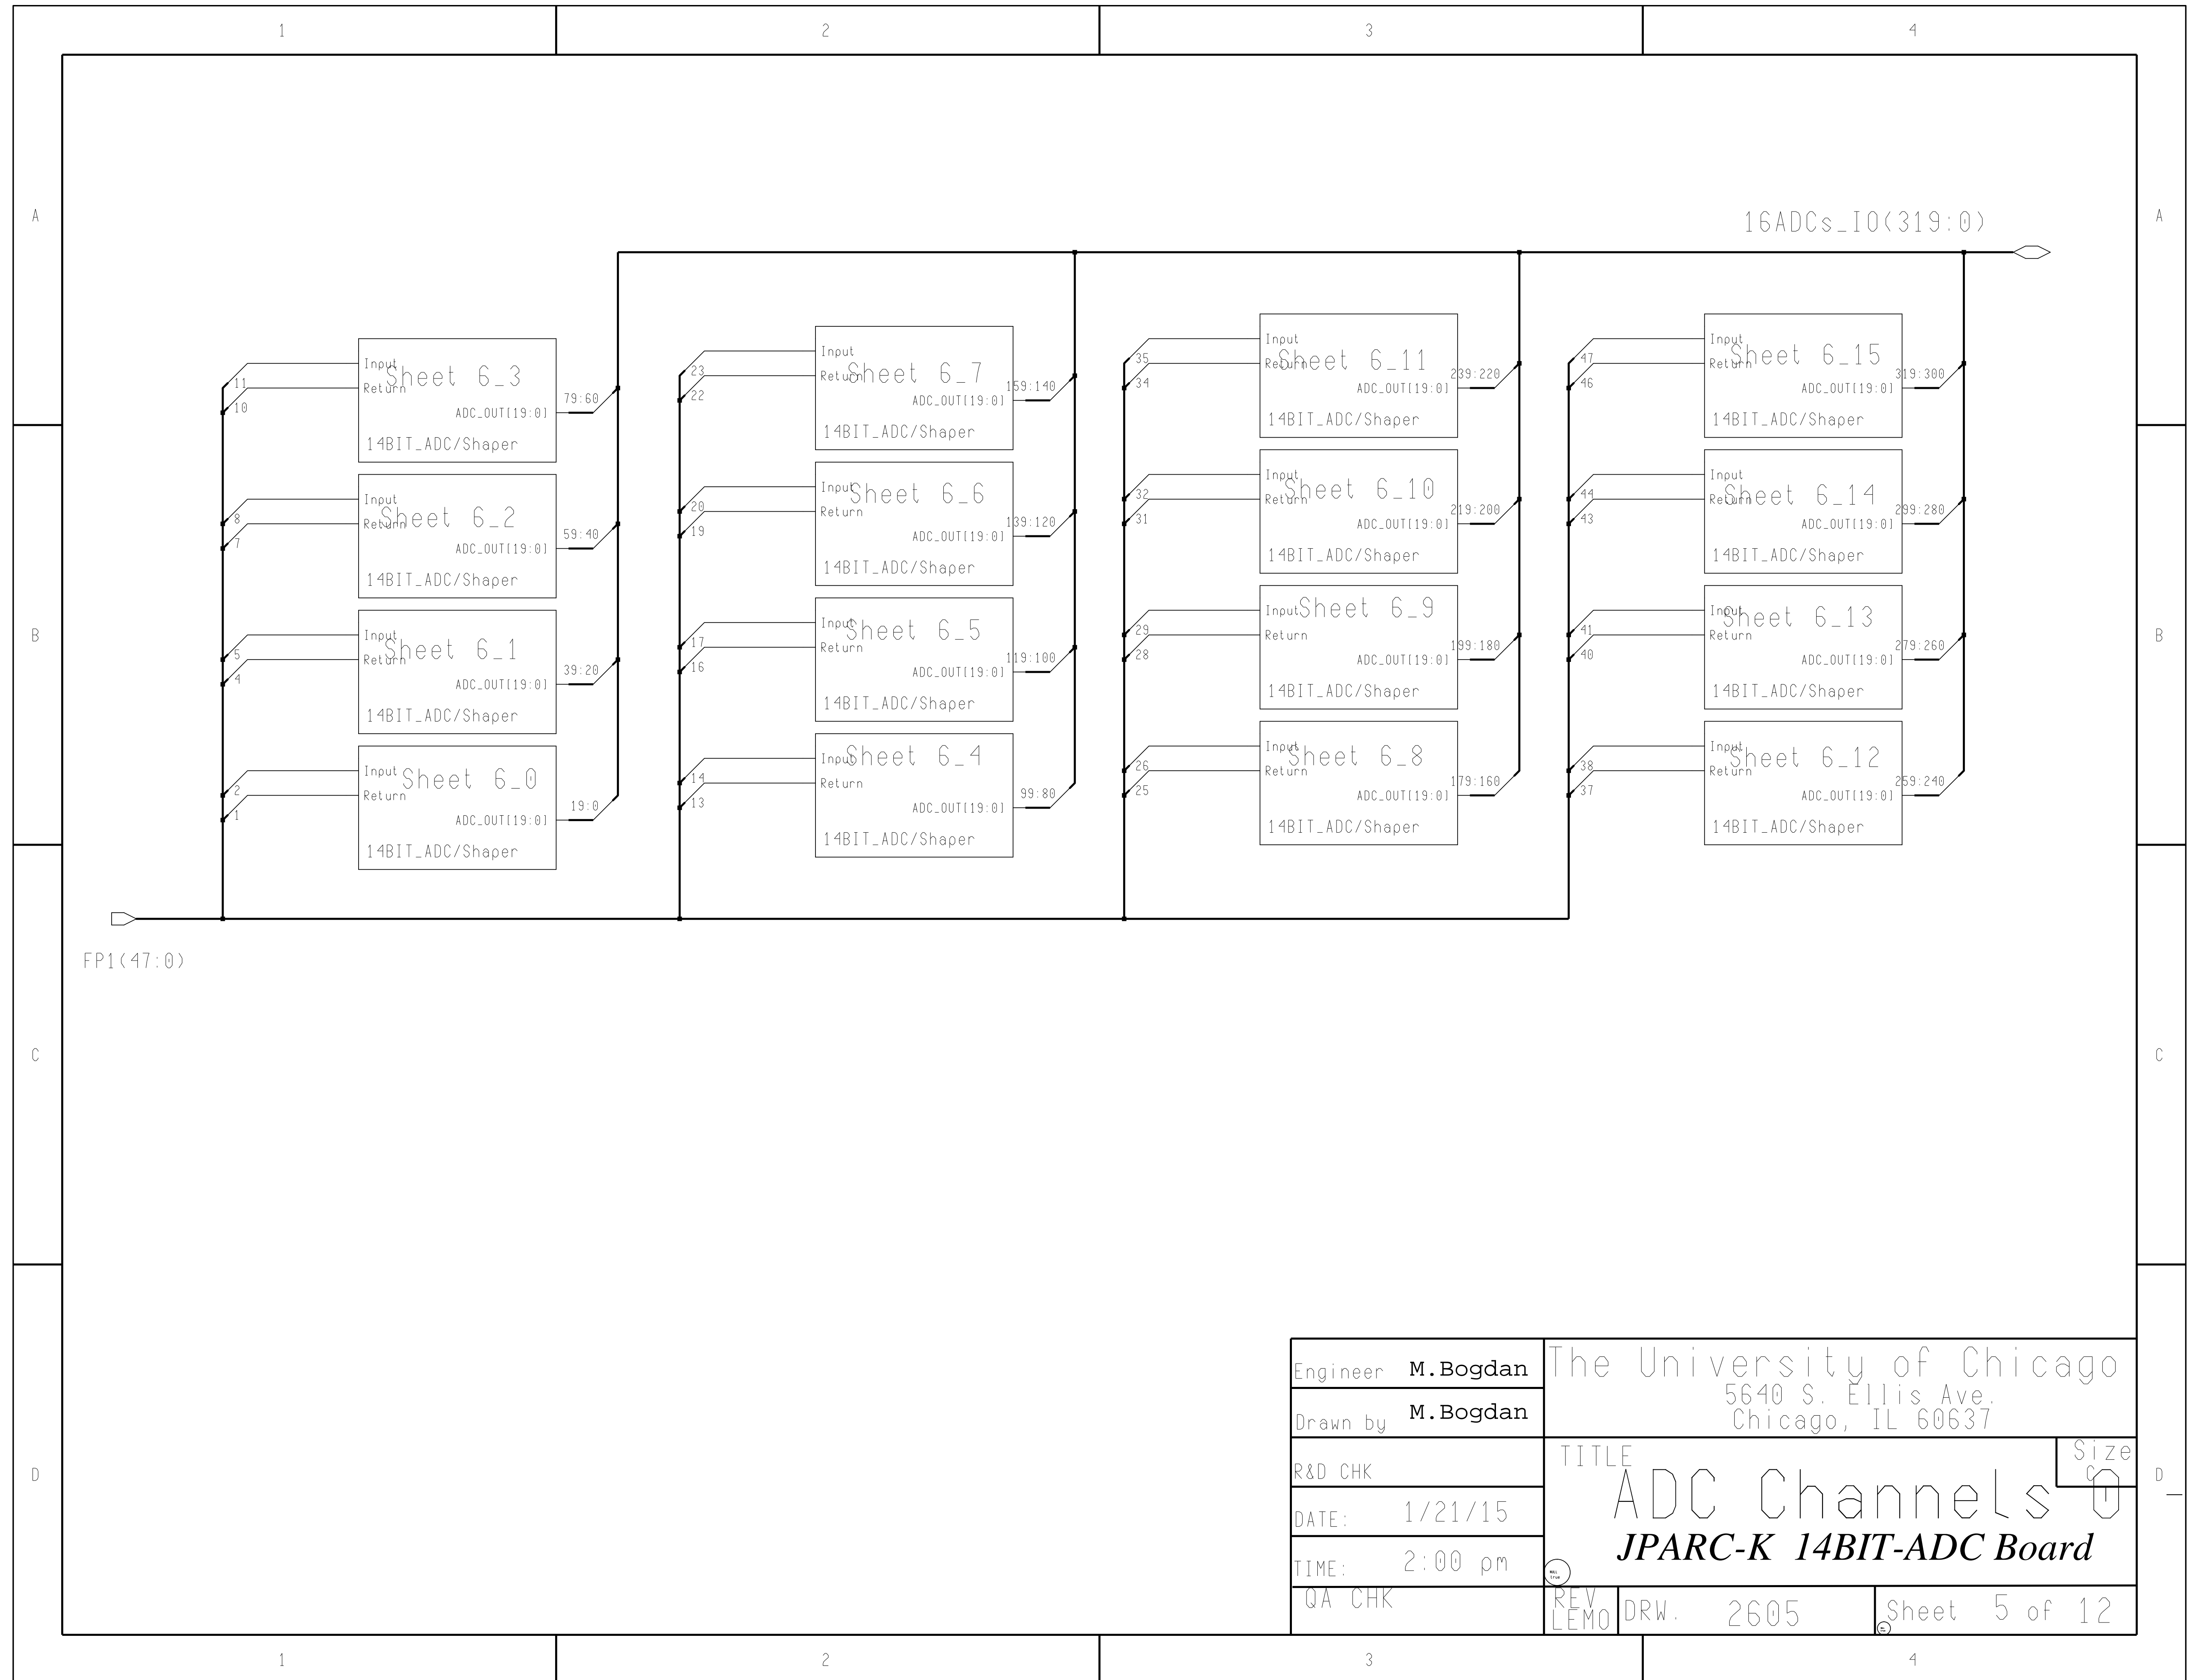 1 2 3 4
A A
16ADCs_IO(319:0)
Input
Return
Sheet 6_3
11
10
ADC_OUT[19:0]
79:60
14BIT_ADC/Shaper
Input
Return
Sheet 6_2
8
7
ADC_OUT[19:0]
59:40
14BIT_ADC/Shaper
Input
Return
Sheet 6_1
5
4
ADC_OUT[19:0]
39:20
14BIT_ADC/Shaper
Input
Return
Sheet 6_0
2
1
ADC_OUT[19:0]
19:0
14BIT_ADC/Shaper
Input
Return
Sheet 6_7
23
22
ADC_OUT[19:0]
159:140
14BIT_ADC/Shaper
Input
Return
Sheet 6_6
20
19
ADC_OUT[19:0]
139:120
14BIT_ADC/Shaper
Input
Return
Sheet 6_5
17
16
ADC_OUT[19:0]
119:100
14BIT_ADC/Shaper
Input
Return
Sheet 6_4
14
13
ADC_OUT[19:0]
99:80
14BIT_ADC/Shaper
Input
Return
Sheet 6_11
35
34
ADC_OUT[19:0]
239:220
14BIT_ADC/Shaper
Input
Return
Sheet 6_10
32
31
ADC_OUT[19:0]
219:200
14BIT_ADC/Shaper
Input
Return
Sheet 6_9
29
28
ADC_OUT[19:0]
199:180
14BIT_ADC/Shaper
Input
Return
Sheet 6_8
26
25
ADC_OUT[19:0]
179:160
14BIT_ADC/Shaper
Input
Return
Sheet 6_15
47
46
ADC_OUT[19:0]
319:300
14BIT_ADC/Shaper
Input
Return
Sheet 6_14
44
43
ADC_OUT[19:0]
299:280
14BIT_ADC/Shaper
Input
Return
Sheet 6_13
41
40
ADC_OUT[19:0]
279:260
14BIT_ADC/Shaper
Input
Return
Sheet 6_12
38
37
ADC_OUT[19:0]
259:240
14BIT_ADC/Shaper
B B
FP1(47:0)
C C
D D
Engineer M.Bogdan
Drawn by M.Bogdan
R&D CHK
DATE: 1/21/15
TIME: 2:00 pm
QA CHK
The University of Chicago
5640 S. Ellis Ave.
Chicago, IL 60637
TITLE
Size
C
ADC Channels 0 _
JPARC-K 14BIT-ADC Board
REV
LEMO
DRW. 2605
Sheet 5 of 12
1 2 3 4